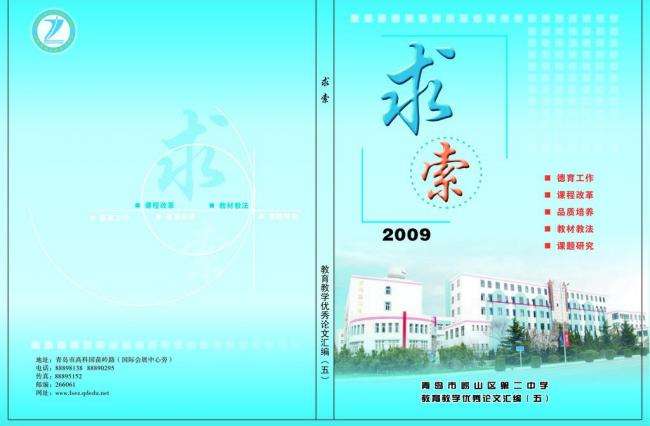 求
索
2009
■ 德育工作
■ 课程改革
■ 品质培养
■ 教材教法
■ 课题研究
青岛市崂山区第二中学
教育教学优秀论文汇编（五）
求索
教育教学优秀论文汇编（五）
求
索
■ 课程改革 ■ 教材教法
地址：青岛市高科园苗岭路（国际会展中心旁）
电话：88898138 88890295
传真：88895152
邮编：266061